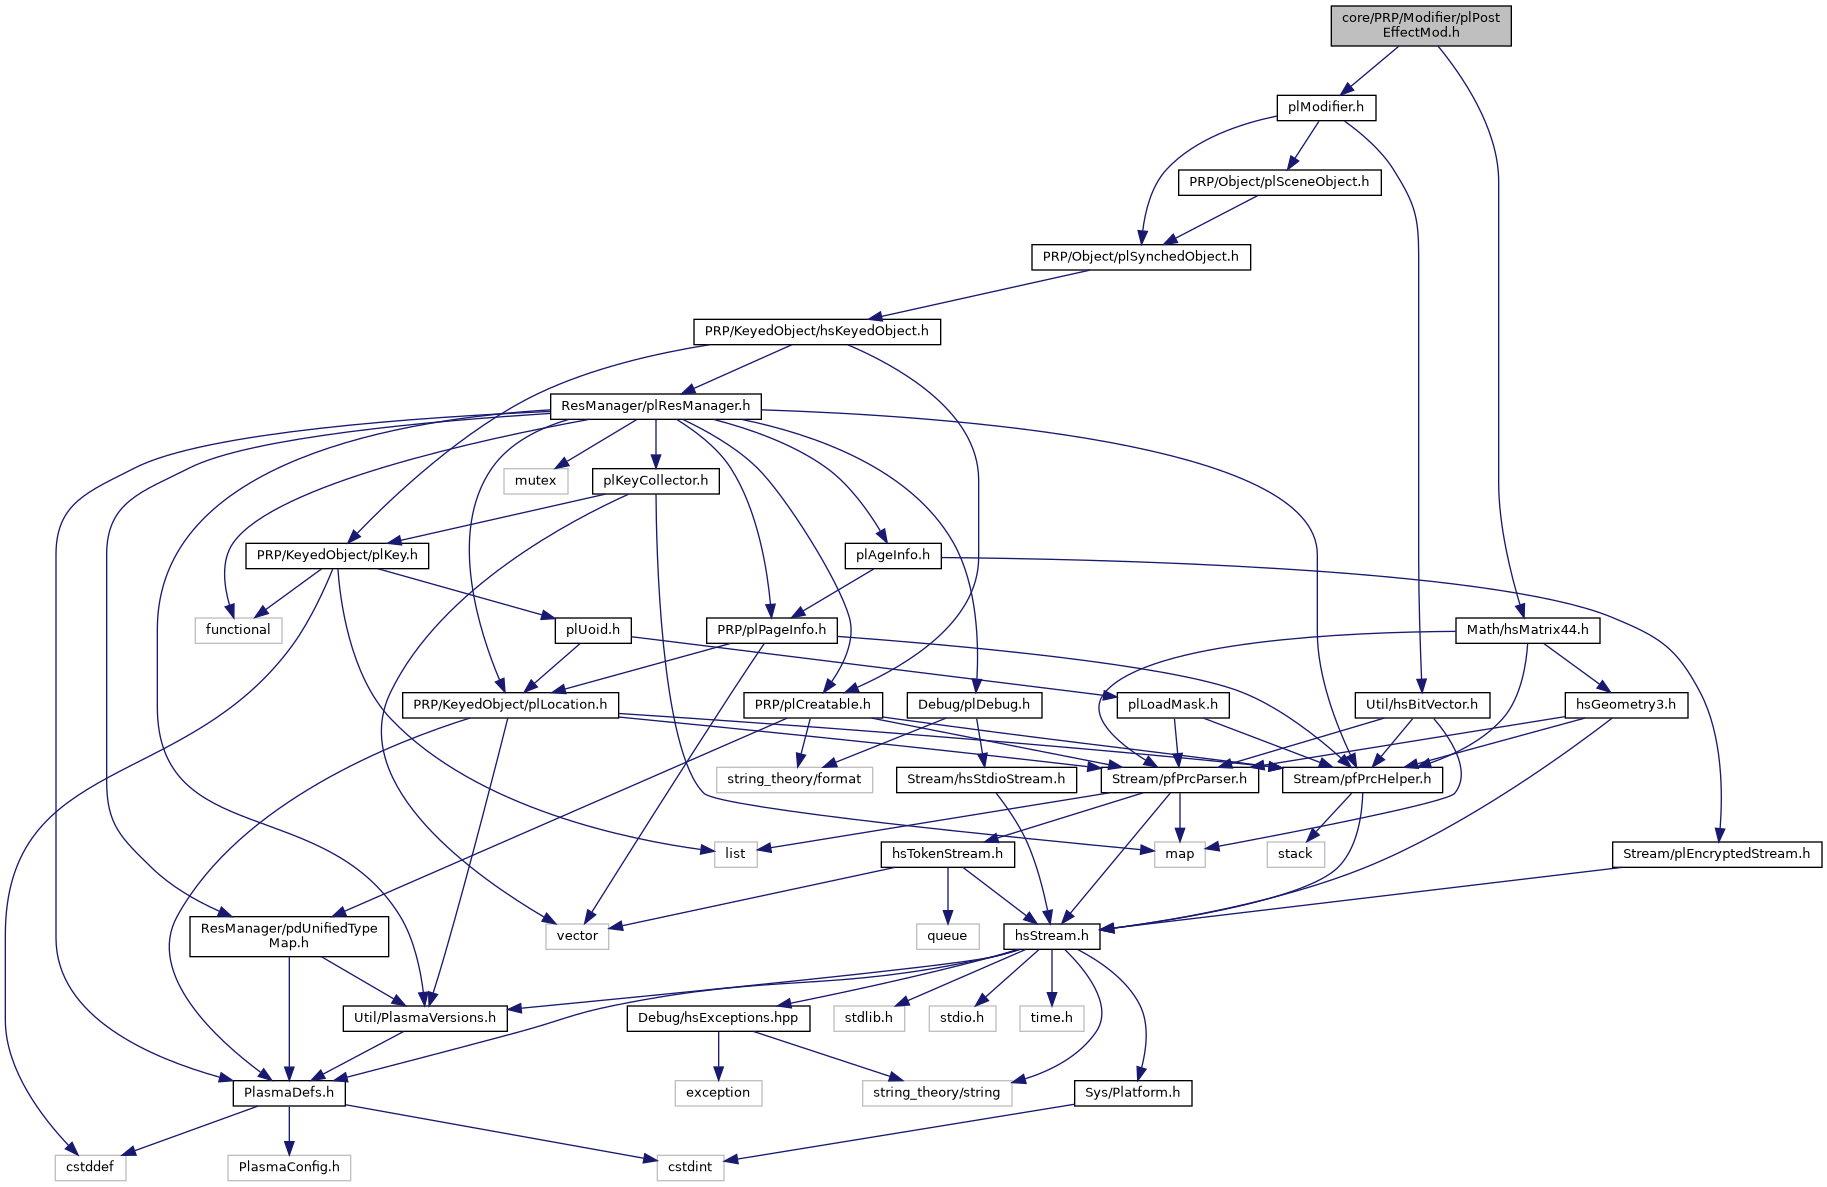 core/PRP/Modifier/plPost
EffectMod.h
plModifier.h
PRP/Object/plSceneObject.h
PRP/Object/plSynchedObject.h
PRP/KeyedObject/hsKeyedObject.h
ResManager/plResManager.h
mutex
plKeyCollector.h
PRP/KeyedObject/plKey.h
plAgeInfo.h
functional
plUoid.h
PRP/plPageInfo.h
Math/hsMatrix44.h
PRP/KeyedObject/plLocation.h
PRP/plCreatable.h
Debug/plDebug.h
plLoadMask.h
Util/hsBitVector.h
hsGeometry3.h
string_theory/format
Stream/hsStdioStream.h
Stream/pfPrcParser.h
Stream/pfPrcHelper.h
list
hsTokenStream.h
map
stack
Stream/plEncryptedStream.h
ResManager/pdUnifiedType
Map.h
vector
queue
hsStream.h
Util/PlasmaVersions.h
Debug/hsExceptions.hpp
stdlib.h
stdio.h
time.h
PlasmaDefs.h
exception
string_theory/string
Sys/Platform.h
cstddef
PlasmaConfig.h
cstdint